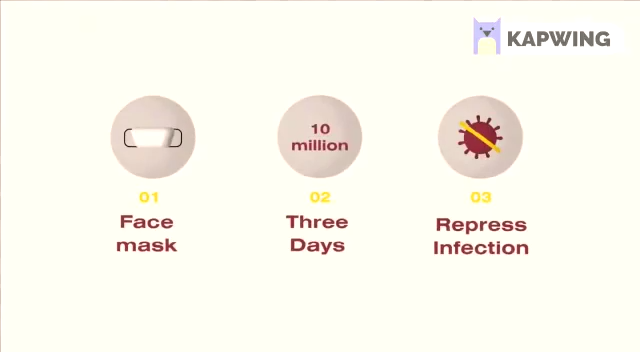 KAPWING
10
million
01
Face
mask
02
Three
Days
03
Repress
Infection